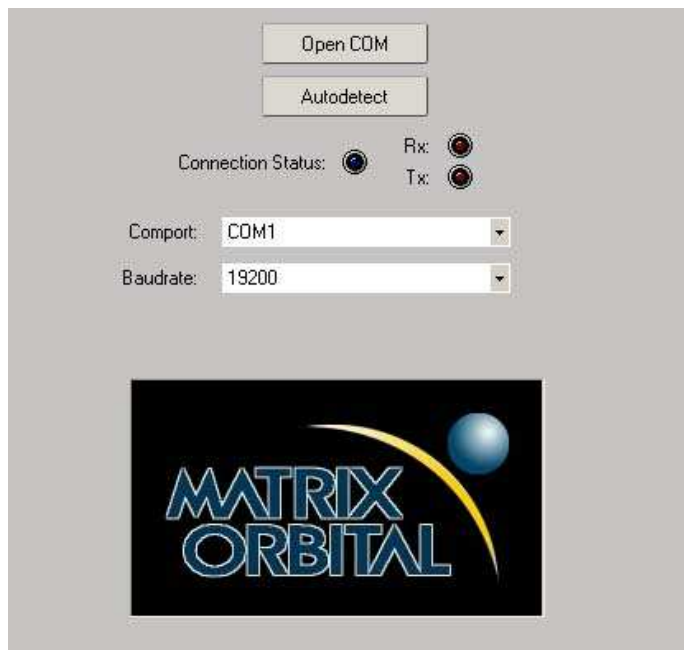 Open COM
Autodetect
Connection Status:
Rx:
Tx:
Comport: COM1
Baudrate: 19200
MATRIX
ORBITAL